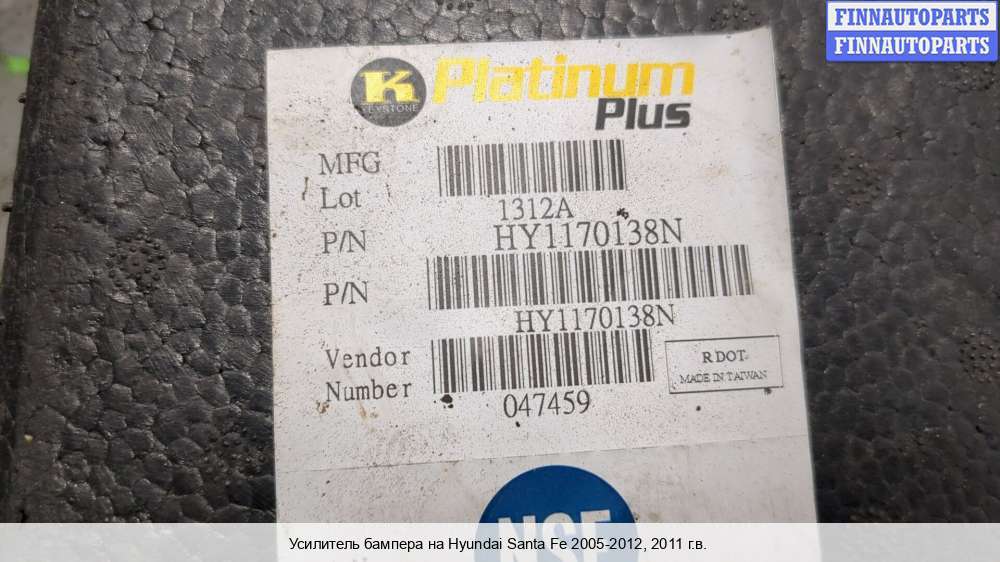 FINNAUTOPARTS
FINNAUTOPARTS
K Platinum
KEYSTONE
Plus
MFG
Lot
1312A
P/N
HY1170138N
P/N
HY1170138N
Vendor
Number
047459
R DOT
MADE IN TAIWAN
NSF
Усилитель бампера на Hyundai Santa Fe 2005-2012, 2011 г.в.